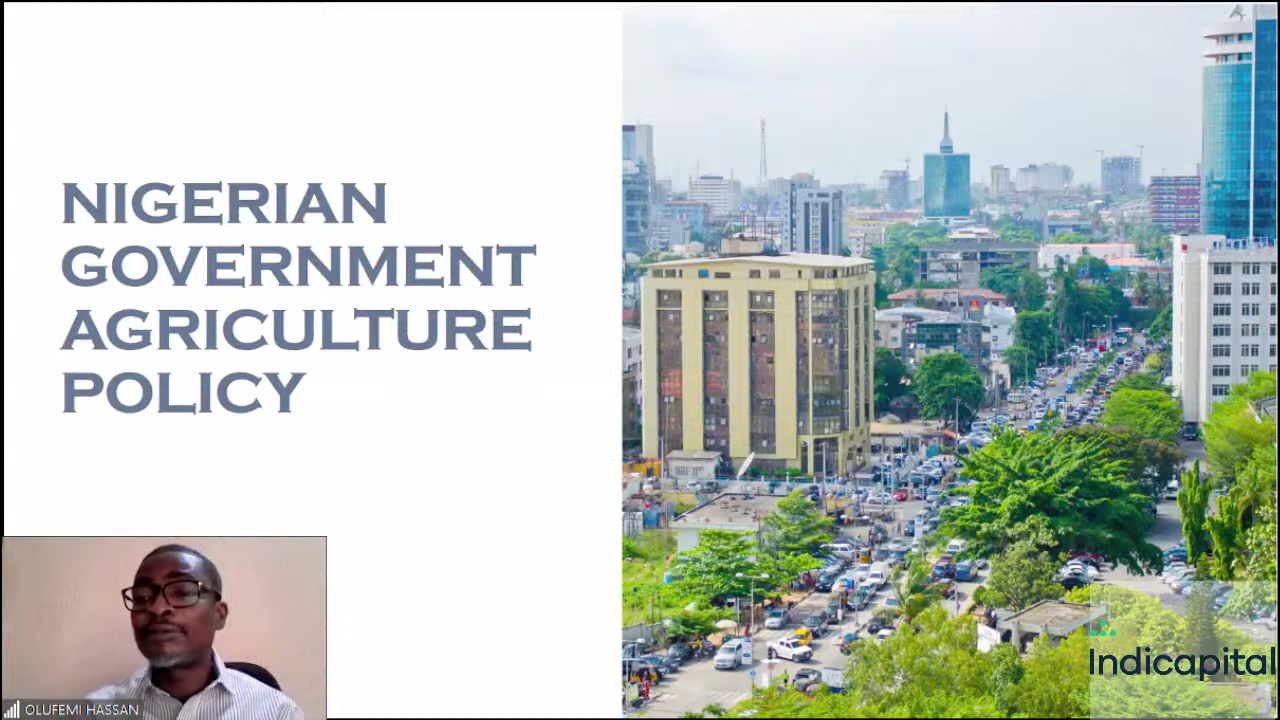 NIGERIAN
GOVERNMENT
AGRICULTURE
POLICY
OLUFEMI HASSAN
Indicapital